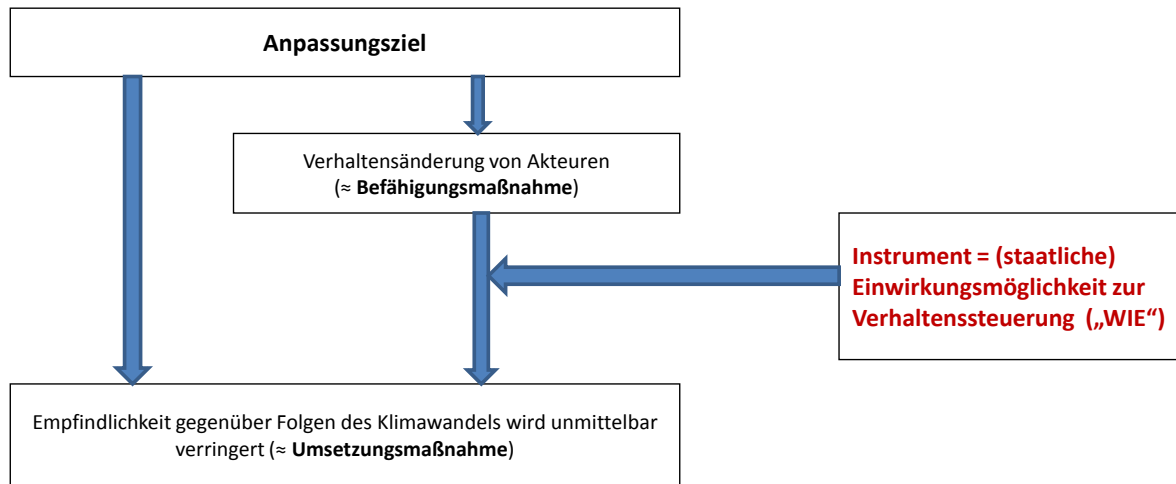 Anpassungsziel
Verhaltensänderung von Akteuren
(≈ Befähigungsmaßnahme)
Instrument = (staatliche)
Einwirkungsmöglichkeit zur
Verhaltenssteuerung („WIE“)
Empfindlichkeit gegenüber Folgen des Klimawandels wird unmittelbar
verringert (≈ Umsetzungsmaßnahme)